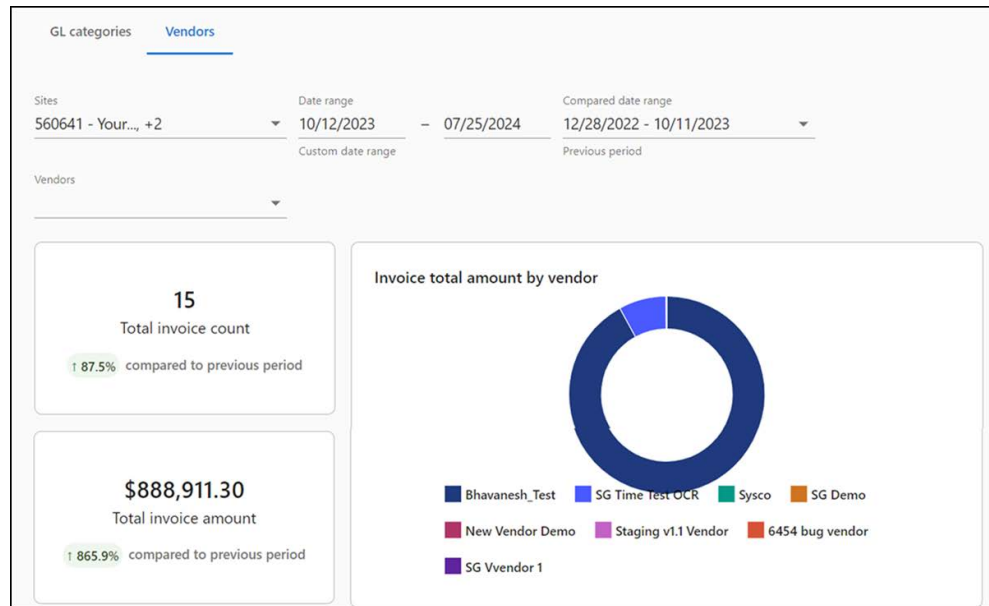 GL categories Vendors
Sites Date range Compared date range
560641 - Your..., +2 10/12/2023 – 07/25/2024 12/28/2022 - 10/11/2023
Custom date range Previous period
Vendors
15
Total invoice count
↑ 87.5% compared to previous period
$888,911.30
Total invoice amount
↑ 865.9% compared to previous period
Invoice total amount by vendor
Bhavanesh_Test SG Time Test OCR Sysco SG Demo
New Vendor Demo Staging v1.1 Vendor 6454 bug vendor
SG Vvendor 1